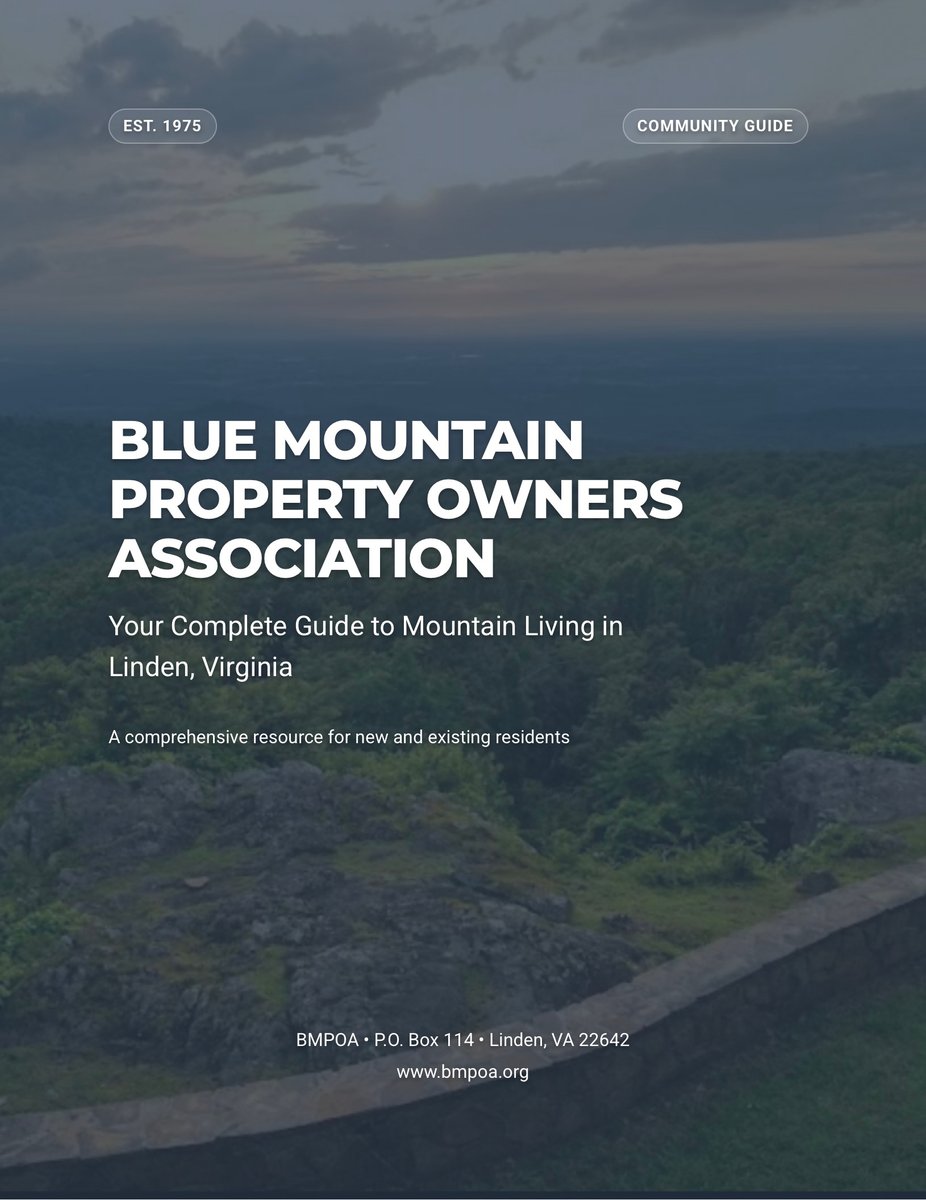 EST. 1975
COMMUNITY GUIDE
BLUE MOUNTAIN
PROPERTY OWNERS
ASSOCIATION
Your Complete Guide to Mountain Living in
Linden, Virginia
A comprehensive resource for new and existing residents
BMPOA • P.O. Box 114 • Linden, VA 22642
www.bmpoa.org